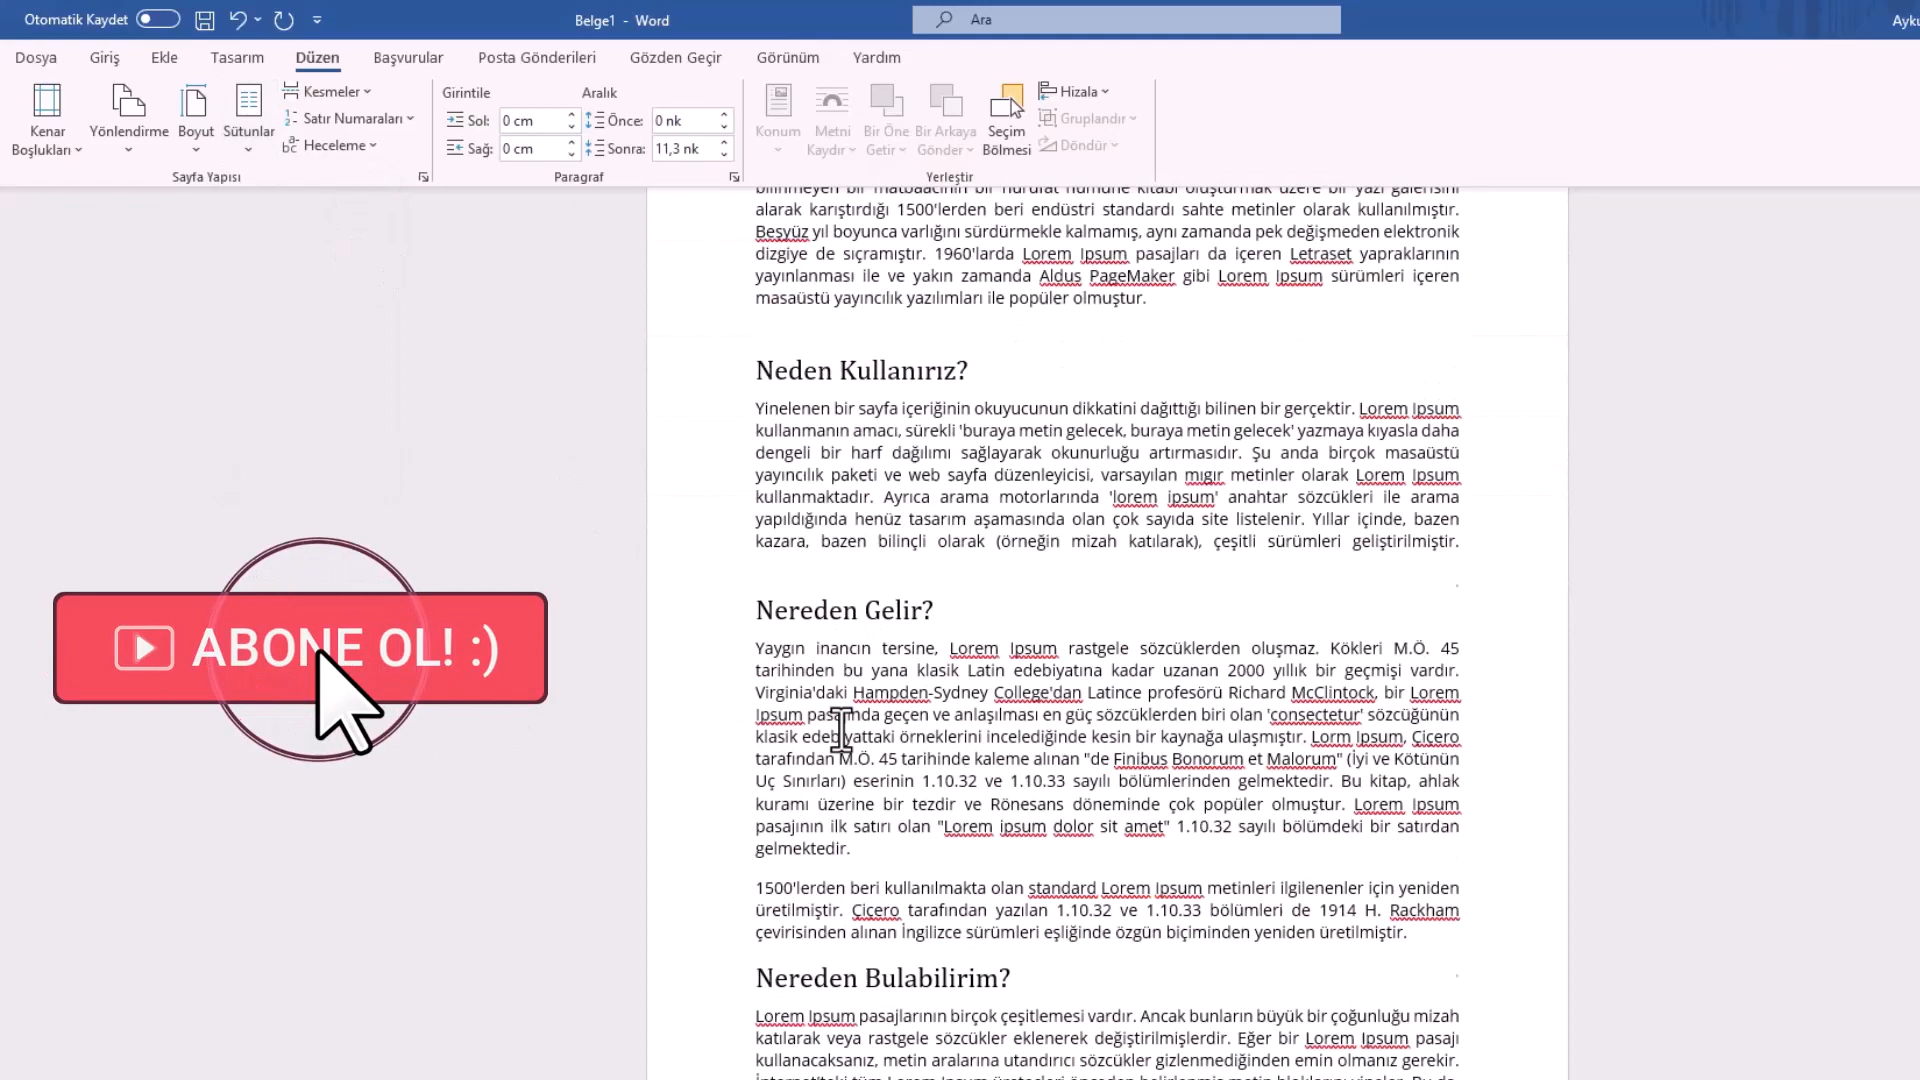 Otomatik Kaydet
Belge1 - Word
Ara
Ayku
Dosya Giriş Ekle Tasarım Düzen Başvurular Posta Gönderileri Gözden Geçir Görünüm Yardım
Kenar Boşlukları
Yönlendirme
Boyut
Sütunlar
Kesmeler
Satır Numaraları
Heceleme
Sayfa Yapısı
Girintile
Sol: 0 cm
Sağ: 0 cm
Aralık
Önce: 0 nk
Sonra: 11,3 nk
Paragraf
Konum
Metni Kaydır
Bir Öne Getir
Bir Arkaya Gönder
Seçim Bölmesi
Hizala
Gruplandır
Döndür
Yerleştir
bilinmeyen bir matbaacının bir hurufat numune kitabı oluşturmak üzere bir yazı galerisini
alarak karıştırdığı 1500'lerden beri endüstri standardı sahte metinler olarak kullanılmıştır.
Beşyüz yıl boyunca varlığını sürdürmekle kalmamış, aynı zamanda pek değişmeden elektronik
dizgiye de sıçramıştır. 1960'larda Lorem Ipsum pasajları da içeren Letraset yapraklarının
yayınlanması ile ve yakın zamanda Aldus PageMaker gibi Lorem Ipsum sürümleri içeren
masaüstü yayıncılık yazılımları ile popüler olmuştur.
Neden Kullanırız?
Yinelenen bir sayfa içeriğinin okuyucunun dikkatini dağıttığı bilinen bir gerçektir. Lorem Ipsum
kullanmanın amacı, sürekli 'buraya metin gelecek, buraya metin gelecek' yazmaya kıyasla daha
dengeli bir harf dağılımı sağlayarak okunurluğu artırmasıdır. Şu anda birçok masaüstü
yayıncılık paketi ve web sayfa düzenleyicisi, varsayılan mıgır metinler olarak Lorem Ipsum
kullanmaktadır. Ayrıca arama motorlarında 'lorem ipsum' anahtar sözcükleri ile arama
yapıldığında henüz tasarım aşamasında olan çok sayıda site listelenir. Yıllar içinde, bazen
kazara, bazen bilinçli olarak (örneğin mizah katılarak), çeşitli sürümleri geliştirilmiştir.
ABONE OL! :)
Nereden Gelir?
Yaygın inancın tersine, Lorem Ipsum rastgele sözcüklerden oluşmaz. Kökleri M.Ö. 45
tarihinden bu yana klasik Latin edebiyatına kadar uzanan 2000 yıllık bir geçmişi vardır.
Virginia'daki Hampden-Sydney College'dan Latince profesörü Richard McClintock, bir Lorem
Ipsum pasajında geçen ve anlaşılması en güç sözcüklerden biri olan 'consectetur' sözcüğünün
klasik edebiyattaki örneklerini incelediğinde kesin bir kaynağa ulaşmıştır. Lorm Ipsum, Çiçero
tarafından M.Ö. 45 tarihinde kaleme alınan "de Finibus Bonorum et Malorum" (İyi ve Kötünün
Uç Sınırları) eserinin 1.10.32 ve 1.10.33 sayılı bölümlerinden gelmektedir. Bu kitap, ahlak
kuramı üzerine bir tezdir ve Rönesans döneminde çok popüler olmuştur. Lorem Ipsum
pasajının ilk satırı olan "Lorem ipsum dolor sit amet" 1.10.32 sayılı bölümdeki bir satırdan
gelmektedir.
1500'lerden beri kullanılmakta olan standard Lorem Ipsum metinleri ilgilenenler için yeniden
üretilmiştir. Çiçero tarafından yazılan 1.10.32 ve 1.10.33 bölümleri de 1914 H. Rackham
çevirisinden alınan İngilizce sürümleri eşliğinde özgün biçiminden yeniden üretilmiştir.
Nereden Bulabilirim?
Lorem Ipsum pasajlarının birçok çeşitlemesi vardır. Ancak bunların büyük bir çoğunluğu mizah
katılarak veya rastgele sözcükler eklenerek değiştirilmişlerdir. Eğer bir Lorem Ipsum pasajı
kullanacaksanız, metin aralarına utandırıcı sözcükler gizlenmediğinden emin olmanız gerekir.